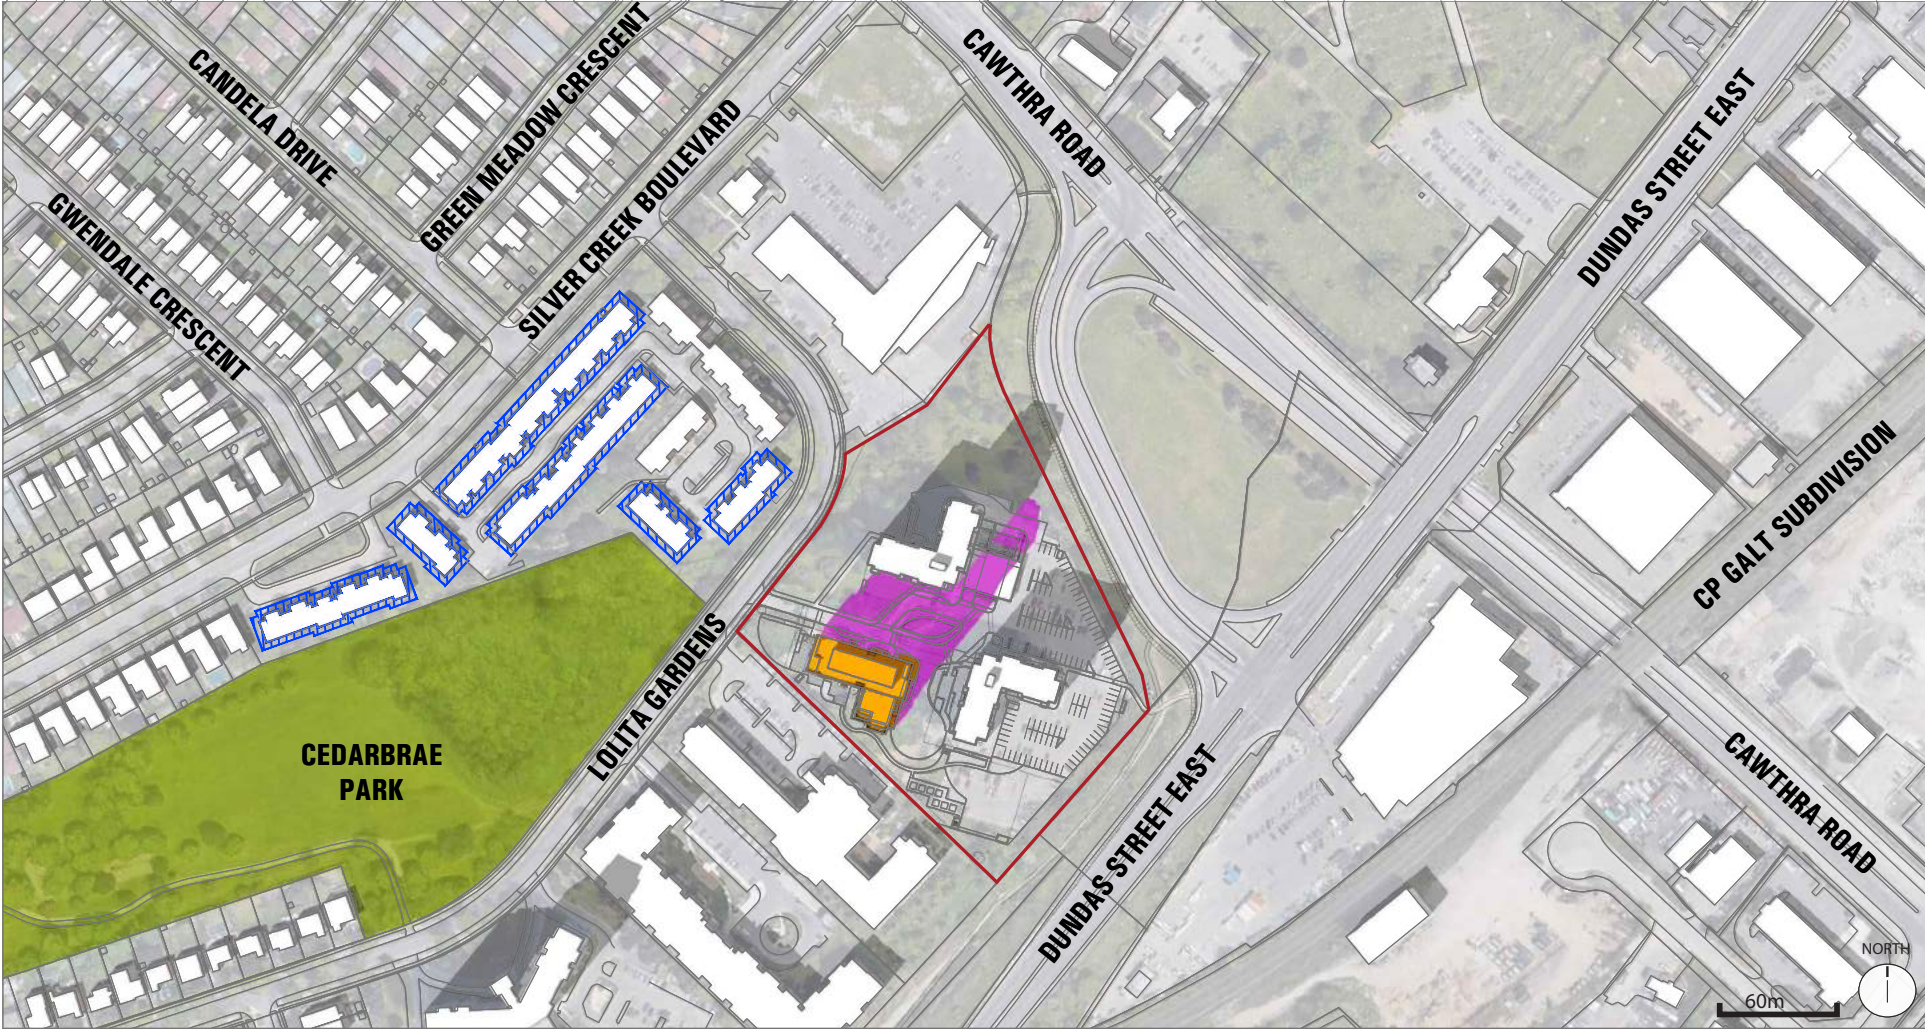 CANDELA DRIVE
GREEN MEADOW CRESCENT
CAWTHRA ROAD
DUNDAS STREET EAST
GWENDALE CRESCENT
SILVER CREEK BOULEVARD
CP GALT SUBDIVISION
LOLITA GARDENS
CEDARBRAE
PARK
DUNDAS STREET EAST
CAWTHRA ROAD
NORTH
60m